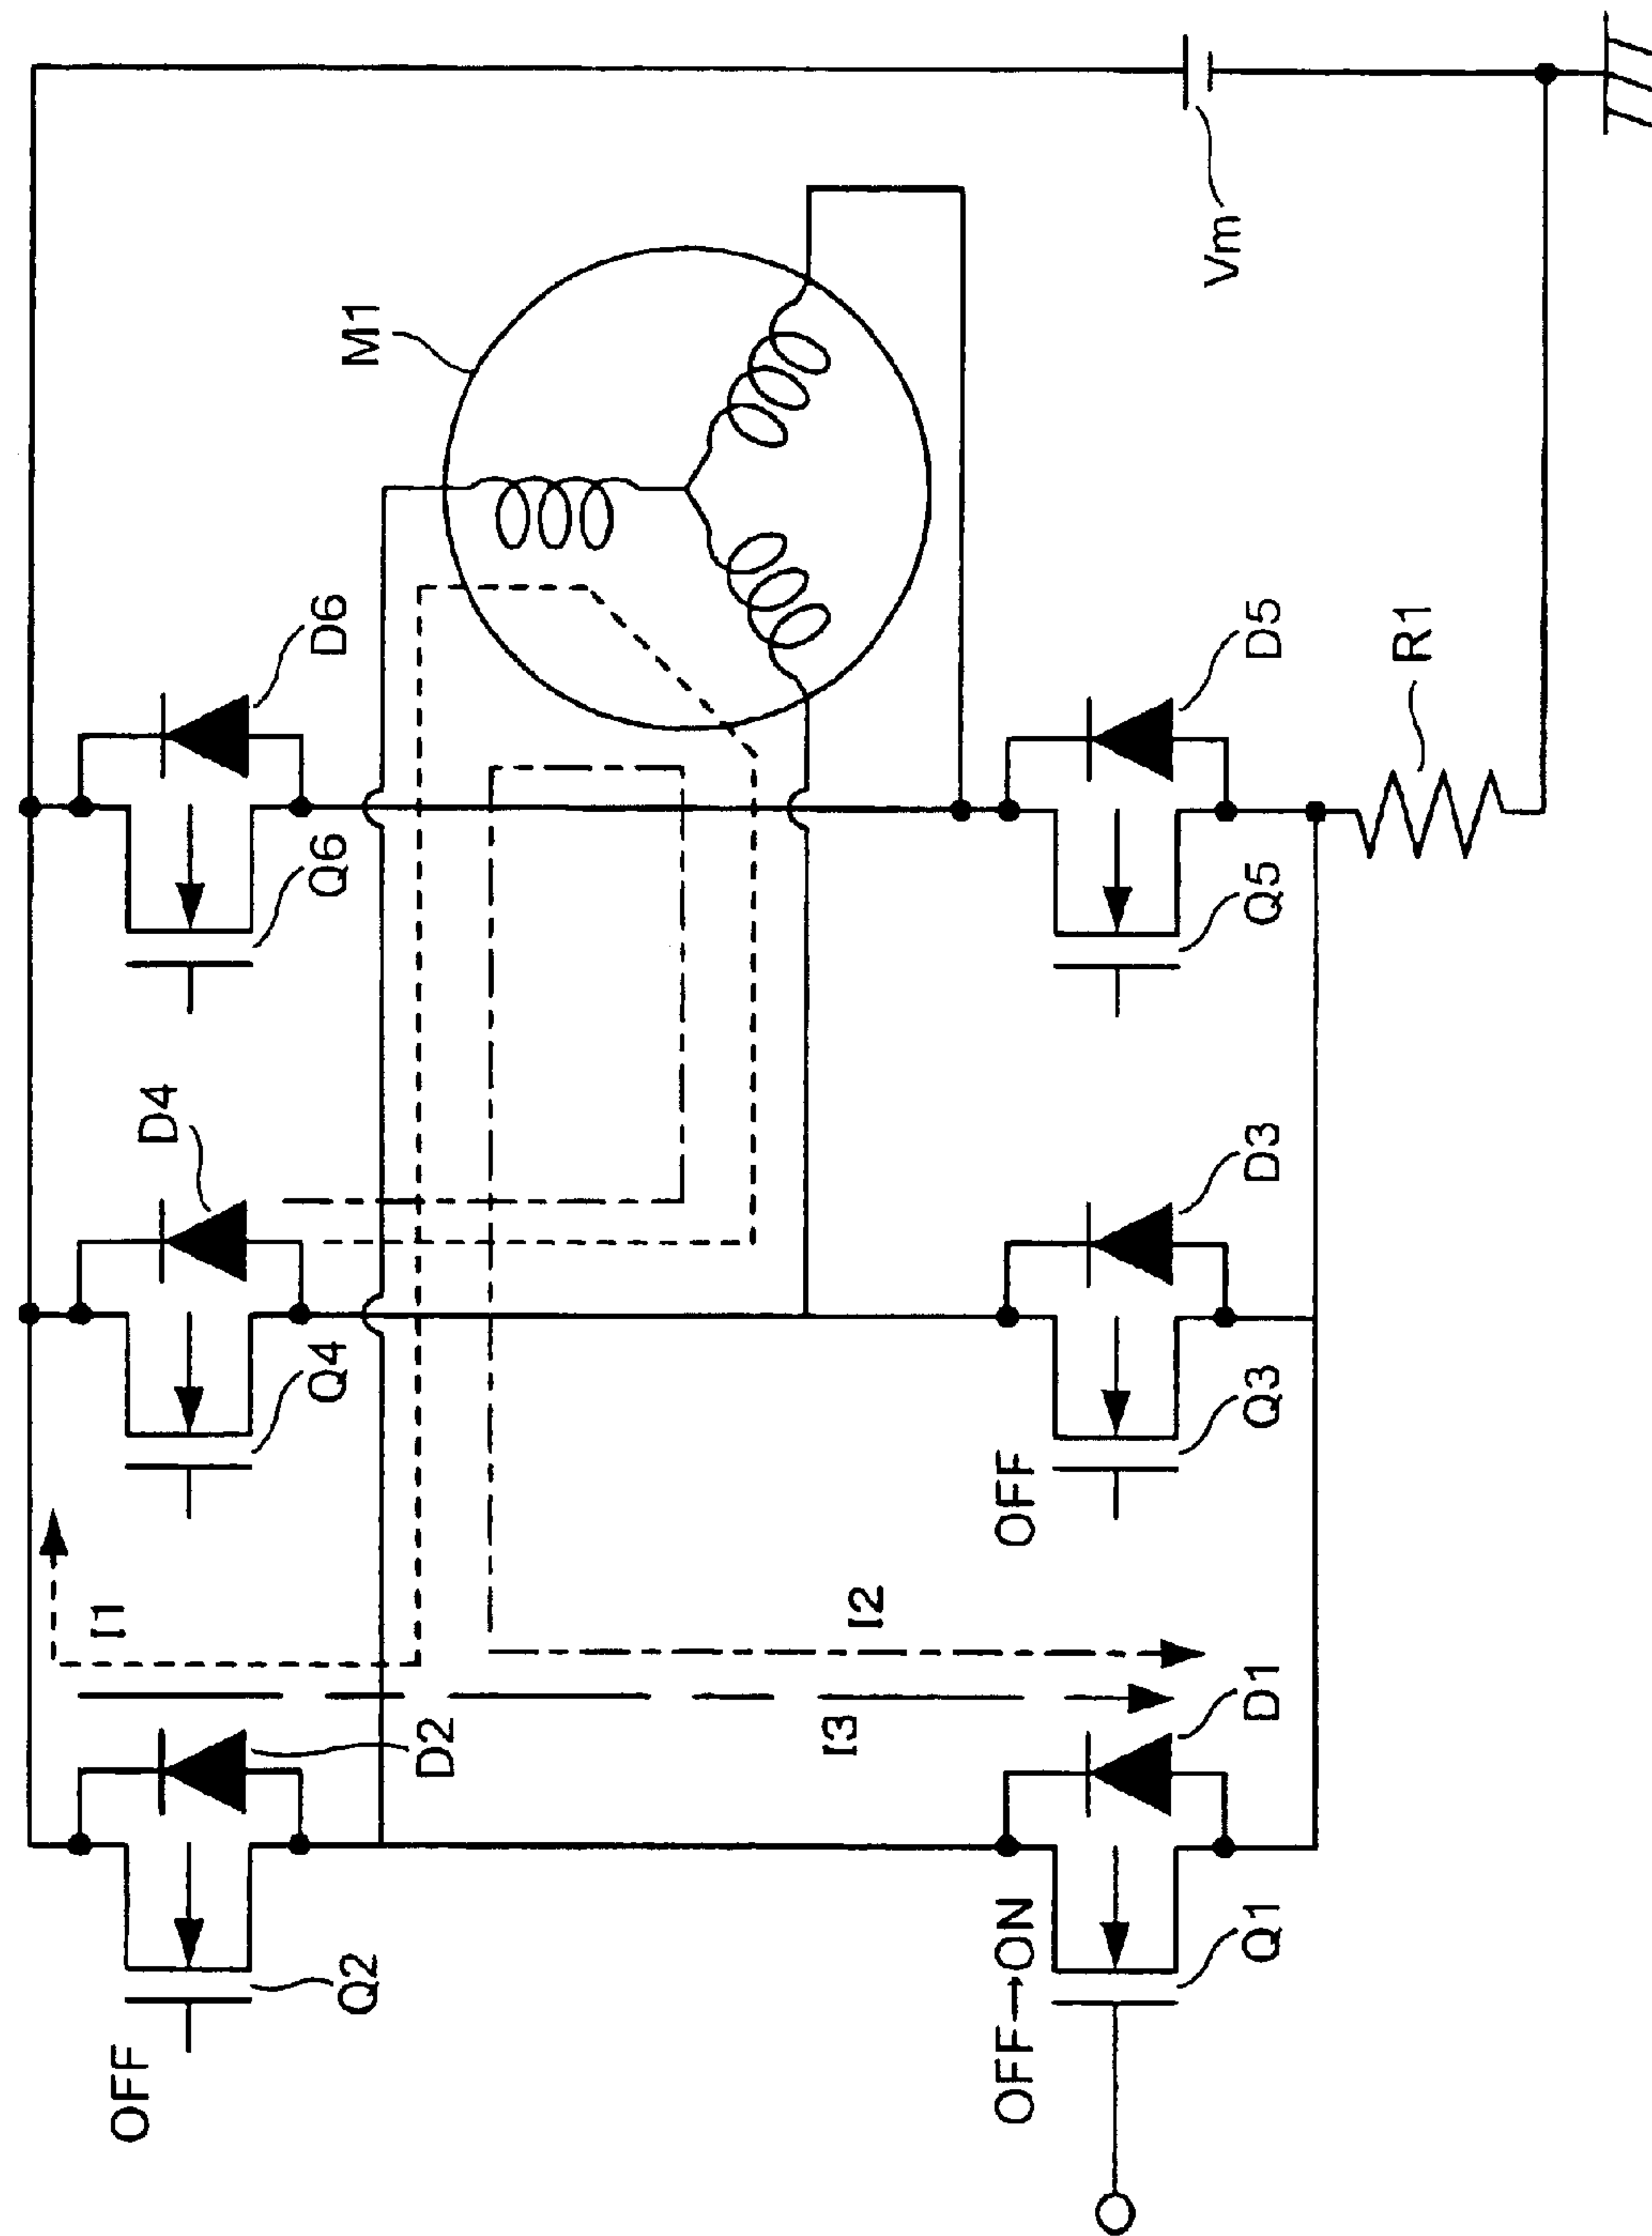 OFF
Q2
D2
I1
Q4
D4
Q6
D6
M1
I3
I2
OFF→ON
Q1
D1
OFF
Q3
D3
Q5
D5
R1
Vm